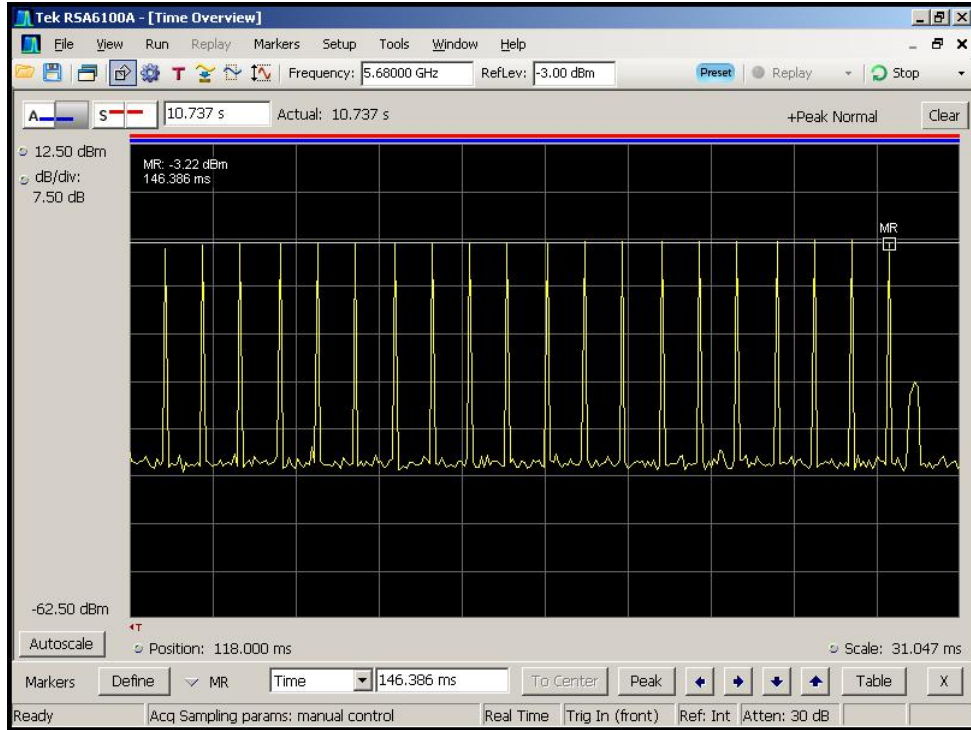 Tek RSA6100A - [Time Overview]
File View Run Replay Markers Setup Tools Window Help
T Frequency: 5.68000 GHz RefLev: -3.00 dBm Preset Replay Stop
A S 10.737 s Actual: 10.737 s +Peak Normal Clear
12.50 dBm
dB/div:
7.50 dB
MR: -3.22 dBm
146.386 ms
MR
T
-62.50 dBm
T
Autoscale Position: 118.000 ms Scale: 31.047 ms
Markers Define MR Time 146.386 ms To Center Peak Table X
Ready Acq Sampling params: manual control Real Time Trig In (front) Ref: Int Atten: 30 dB